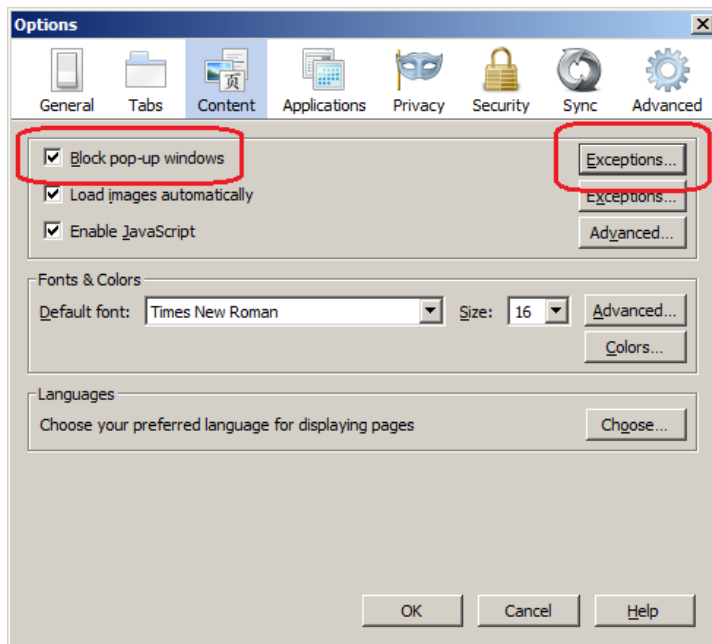 Options
General Tabs Content Applications Privacy Security Sync Advanced
页
Block pop-up windows Exceptions...
Load images automatically Exceptions...
Enable JavaScript Advanced...
Fonts & Colors
Default font: Times New Roman Size: 16 Advanced...
Colors...
Languages
Choose your preferred language for displaying pages Choose...
OK Cancel Help